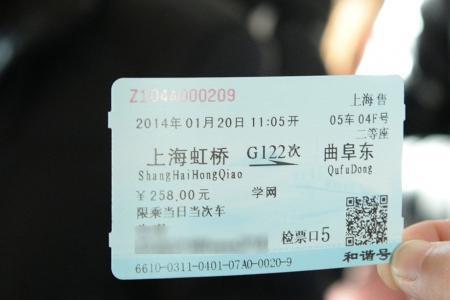 Z104A000209 上海售
2014年01月20日11:05开 05车04F号
二等座
上海虹桥 G122次 曲阜东
ShangHaiHongQiao QufuDong
￥258.00元 学网
限乘当日当次车
检票口5
和谐号
6610-0311-0401-07A0-0020-9